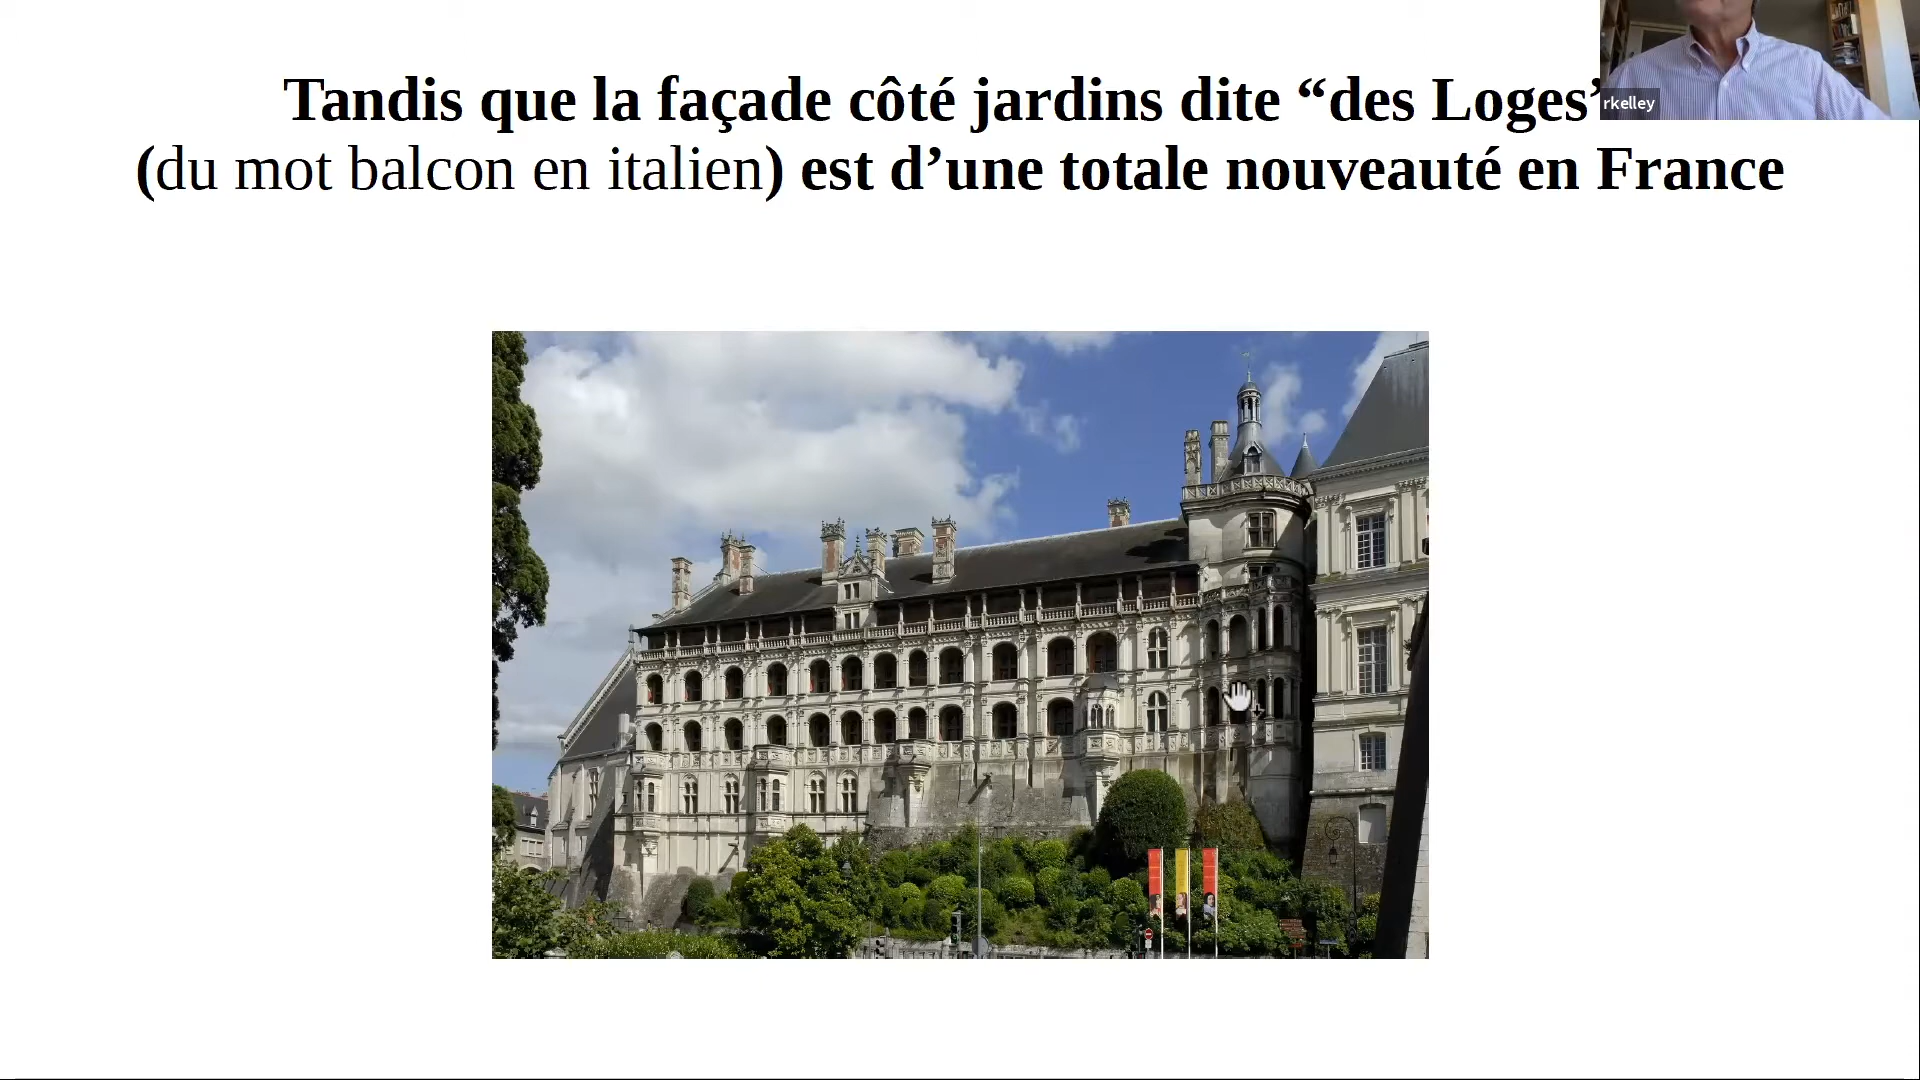 Tandis que la façade côté jardins dite “des Loges”
(du mot balcon en italien) est d’une totale nouveauté en France
rkelley